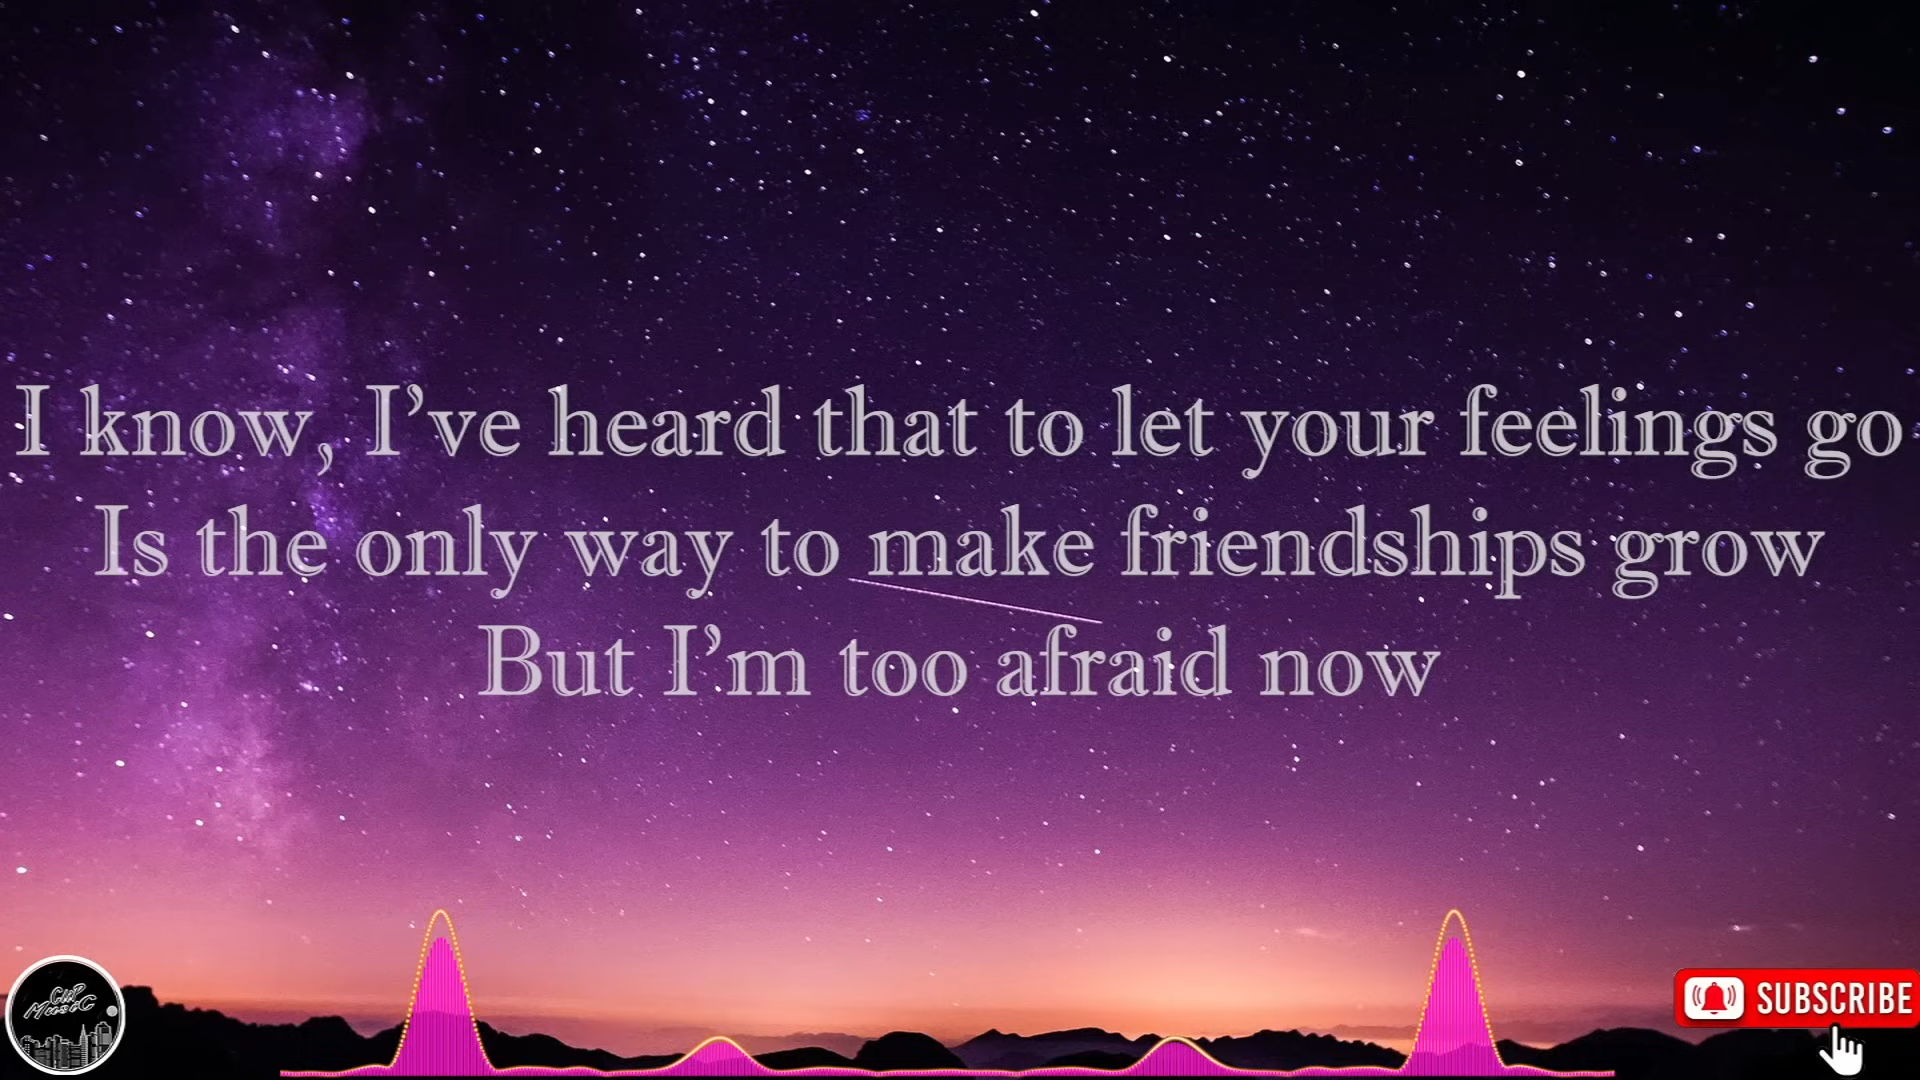 I know, I’ve heard that to let your feelings go
Is the only way to make friendships grow
But I’m too afraid now
Music
SUBSCRIBE